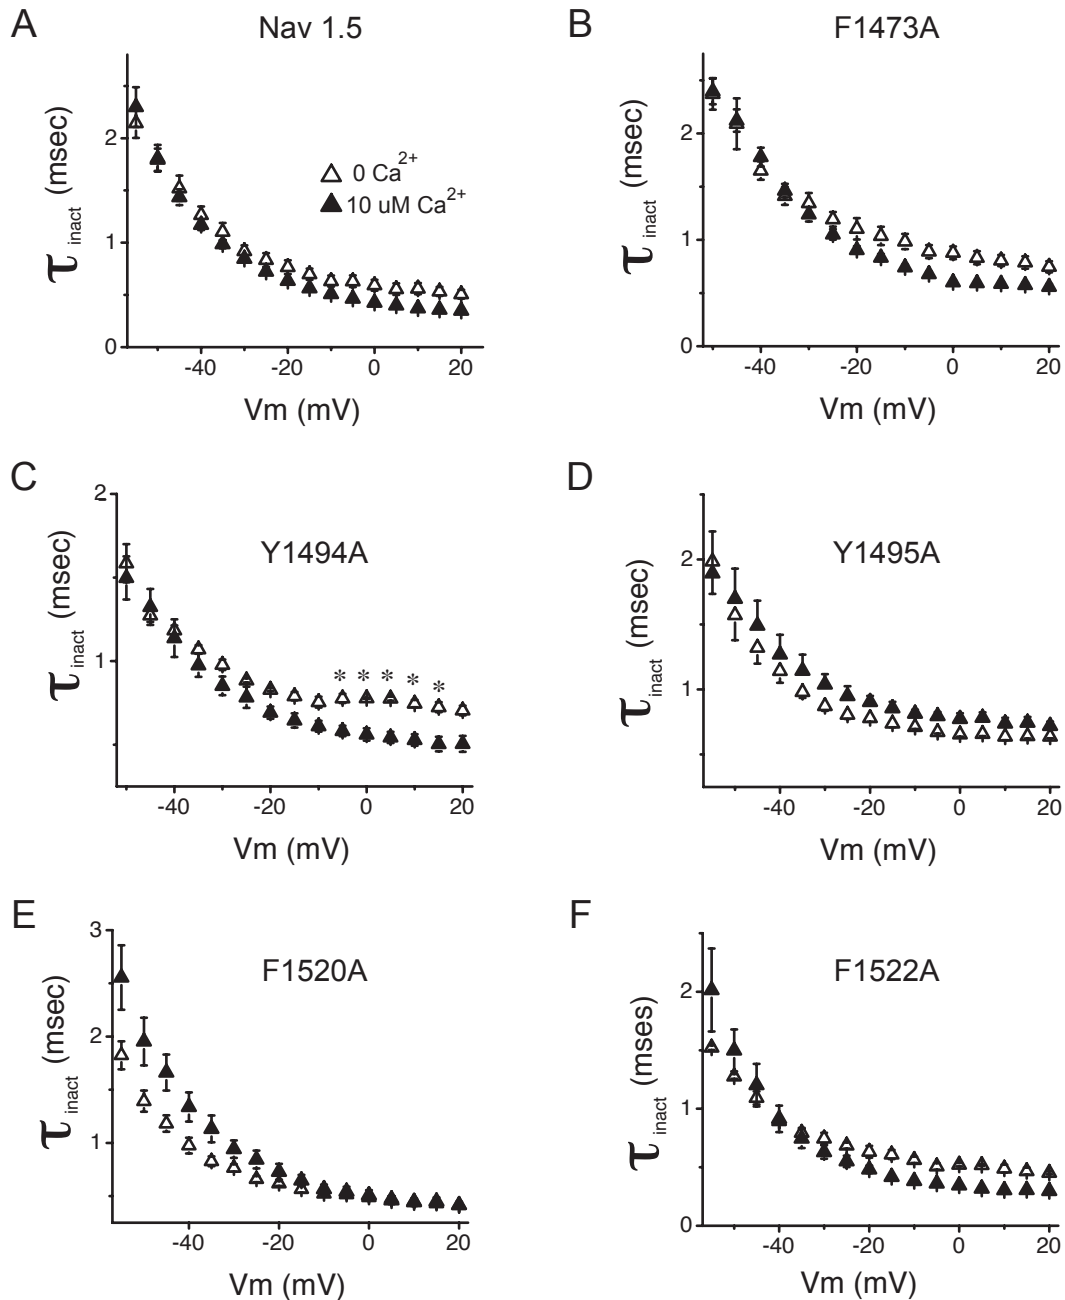 A
Nav 1.5
τ inact (msec)
2
1
0
△ 0 Ca²⁺
▲ 10 uM Ca²⁺
-40 -20 0 20
Vm (mV)
B
F1473A
τ inact (msec)
2
1
0
-40 -20 0 20
Vm (mV)
C
Y1494A
τ inact (msec)
2
1
* * * * *
-40 -20 0 20
Vm (mV)
D
Y1495A
τ inact (msec)
2
1
-40 -20 0 20
Vm (mV)
E
F1520A
τ inact (msec)
3
2
1
-40 -20 0 20
Vm (mV)
F
F1522A
τ inact (mses)
2
1
0
-40 -20 0 20
Vm (mV)